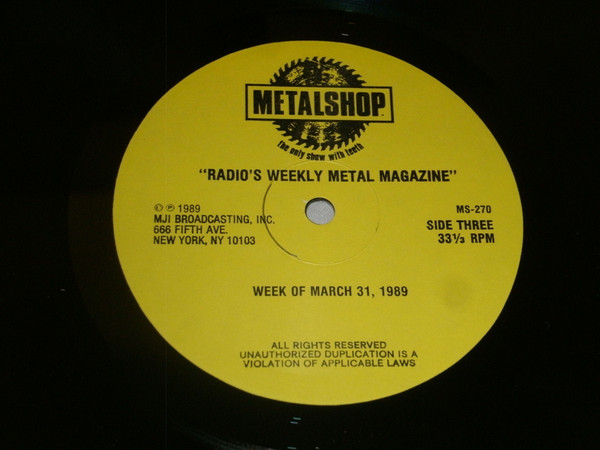 METALSHOP
the only show with teeth
"RADIO'S WEEKLY METAL MAGAZINE"
© ℗ 1989
MJI BROADCASTING, INC.
666 FIFTH AVE.
NEW YORK, NY 10103
MS-270
SIDE THREE
33⅓ RPM
WEEK OF MARCH 31, 1989
ALL RIGHTS RESERVED
UNAUTHORIZED DUPLICATION IS A
VIOLATION OF APPLICABLE LAWS